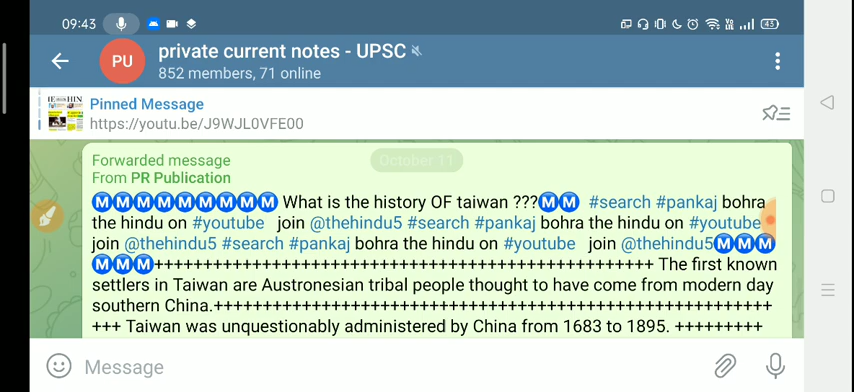 09:43
43
PU
private current notes - UPSC
852 members, 71 online
Pinned Message
https://youtu.be/J9WJL0VFE00
October 11
Forwarded message
From PR Publication
ⓂⓂⓂⓂⓂⓂⓂⓂⓂ What is the history OF taiwan ???ⓂⓂ #search #pankaj bohra
the hindu on #youtube join @thehindu5 #search #pankaj bohra the hindu on #youtube
join @thehindu5 #search #pankaj bohra the hindu on #youtube join @thehindu5ⓂⓂⓂ
ⓂⓂⓂ++++++++++++++++++++++++++++++++++++++++++++++++ The first known
settlers in Taiwan are Austronesian tribal people thought to have come from modern day
southern China.++++++++++++++++++++++++++++++++++++++++++++++++++++++
+++ Taiwan was unquestionably administered by China from 1683 to 1895. +++++++++
Message